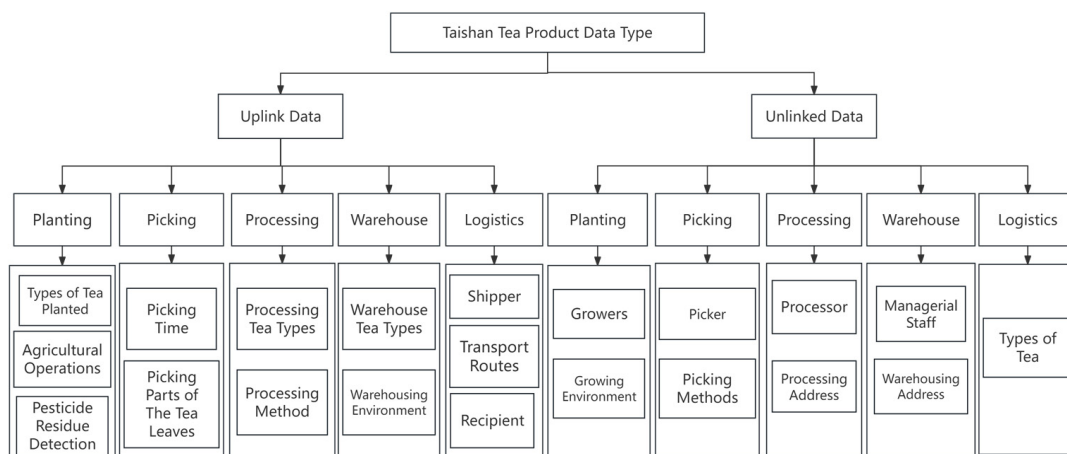 Taishan Tea Product Data Type
Uplink Data
Unlinked Data
Planting
Picking
Processing
Warehouse
Logistics
Planting
Picking
Processing
Warehouse
Logistics
Types of Tea
Planted
Agricultural
Operations
Pesticide
Residue
Detection
Picking
Time
Picking
Parts of
The Tea
Leaves
Processing
Tea Types
Processing
Method
Warehouse
Tea Types
Warehousing
Environment
Shipper
Transport
Routes
Recipient
Growers
Growing
Environment
Picker
Picking
Methods
Processor
Processing
Address
Managerial
Staff
Warehousing
Address
Types of
Tea